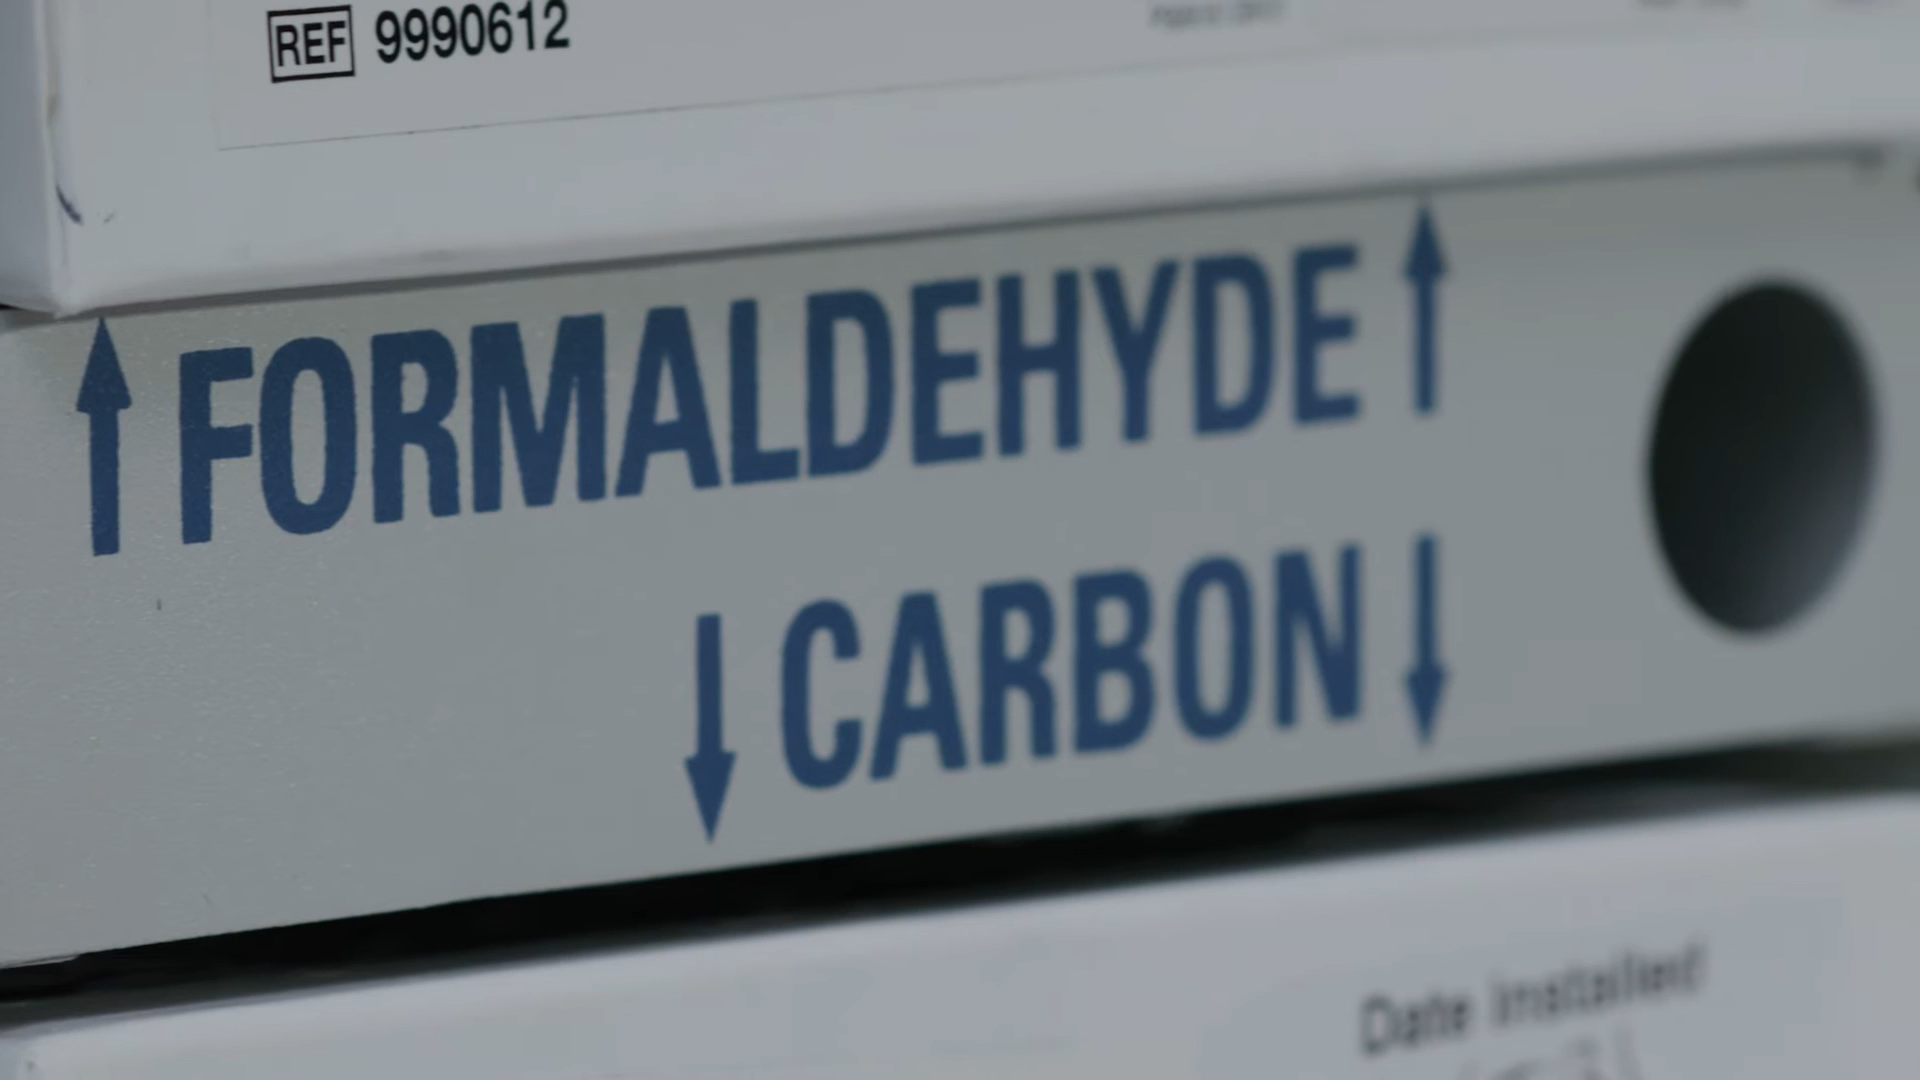 REF 9990612
↑ FORMALDEHYDE ↑
↓ CARBON ↓
Date Installed